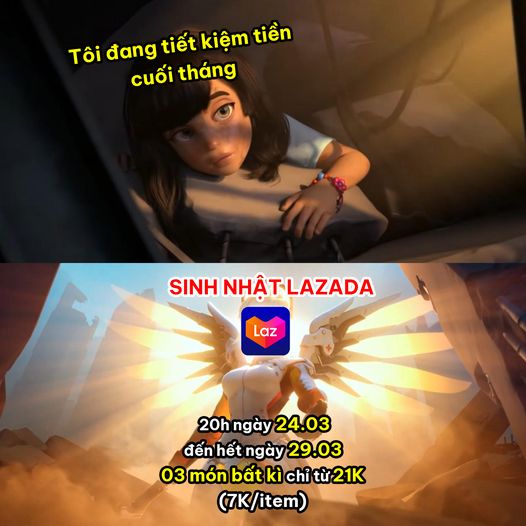 Tôi đang tiết kiệm tiền
cuối tháng
SINH NHẬT LAZADA
Laz
20h ngày 24.03
đến hết ngày 29.03
03 món bất kì chỉ từ 21K
(7K/item)